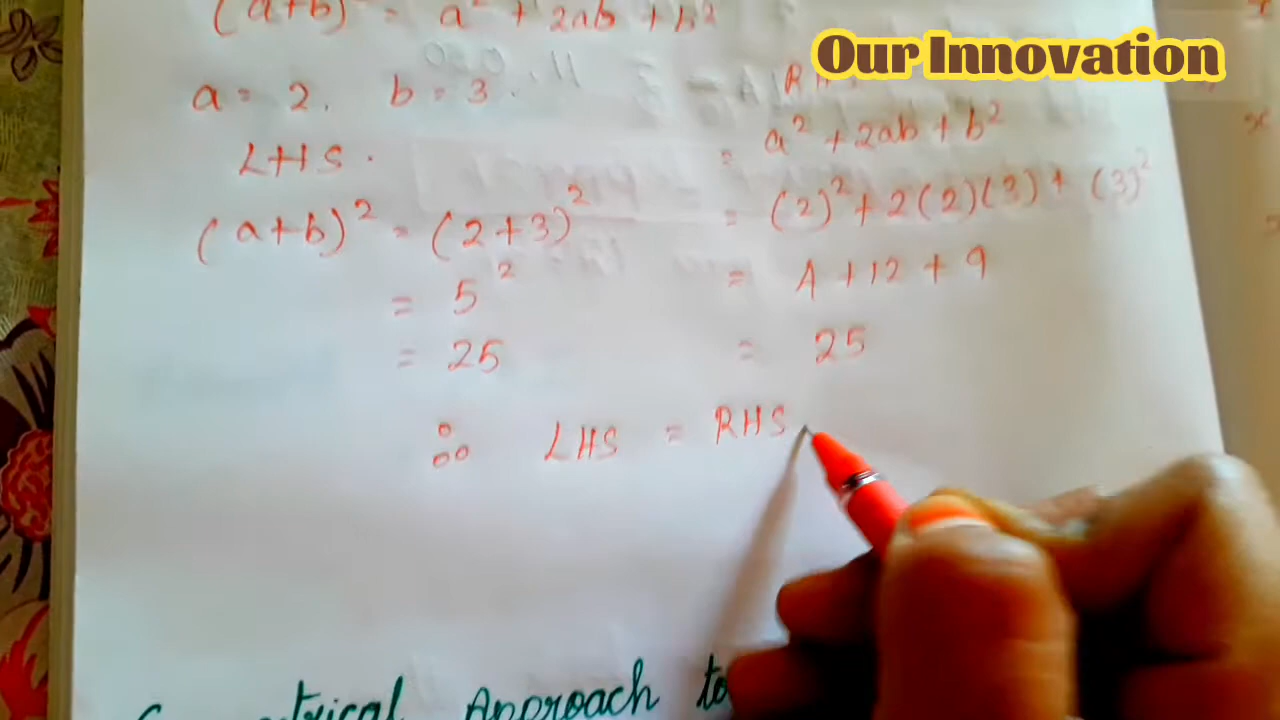 Our Innovation
(a+b)² = a² + 2ab + b²
a = 2. b = 3.
LHS.
(a+b)² = (2+3)²
= 5²
= 25
= a² + 2ab + b²
= (2)² + 2(2)(3) + (3)²
= 4 + 12 + 9
= 25
∴ LHS = RHS
Approach to